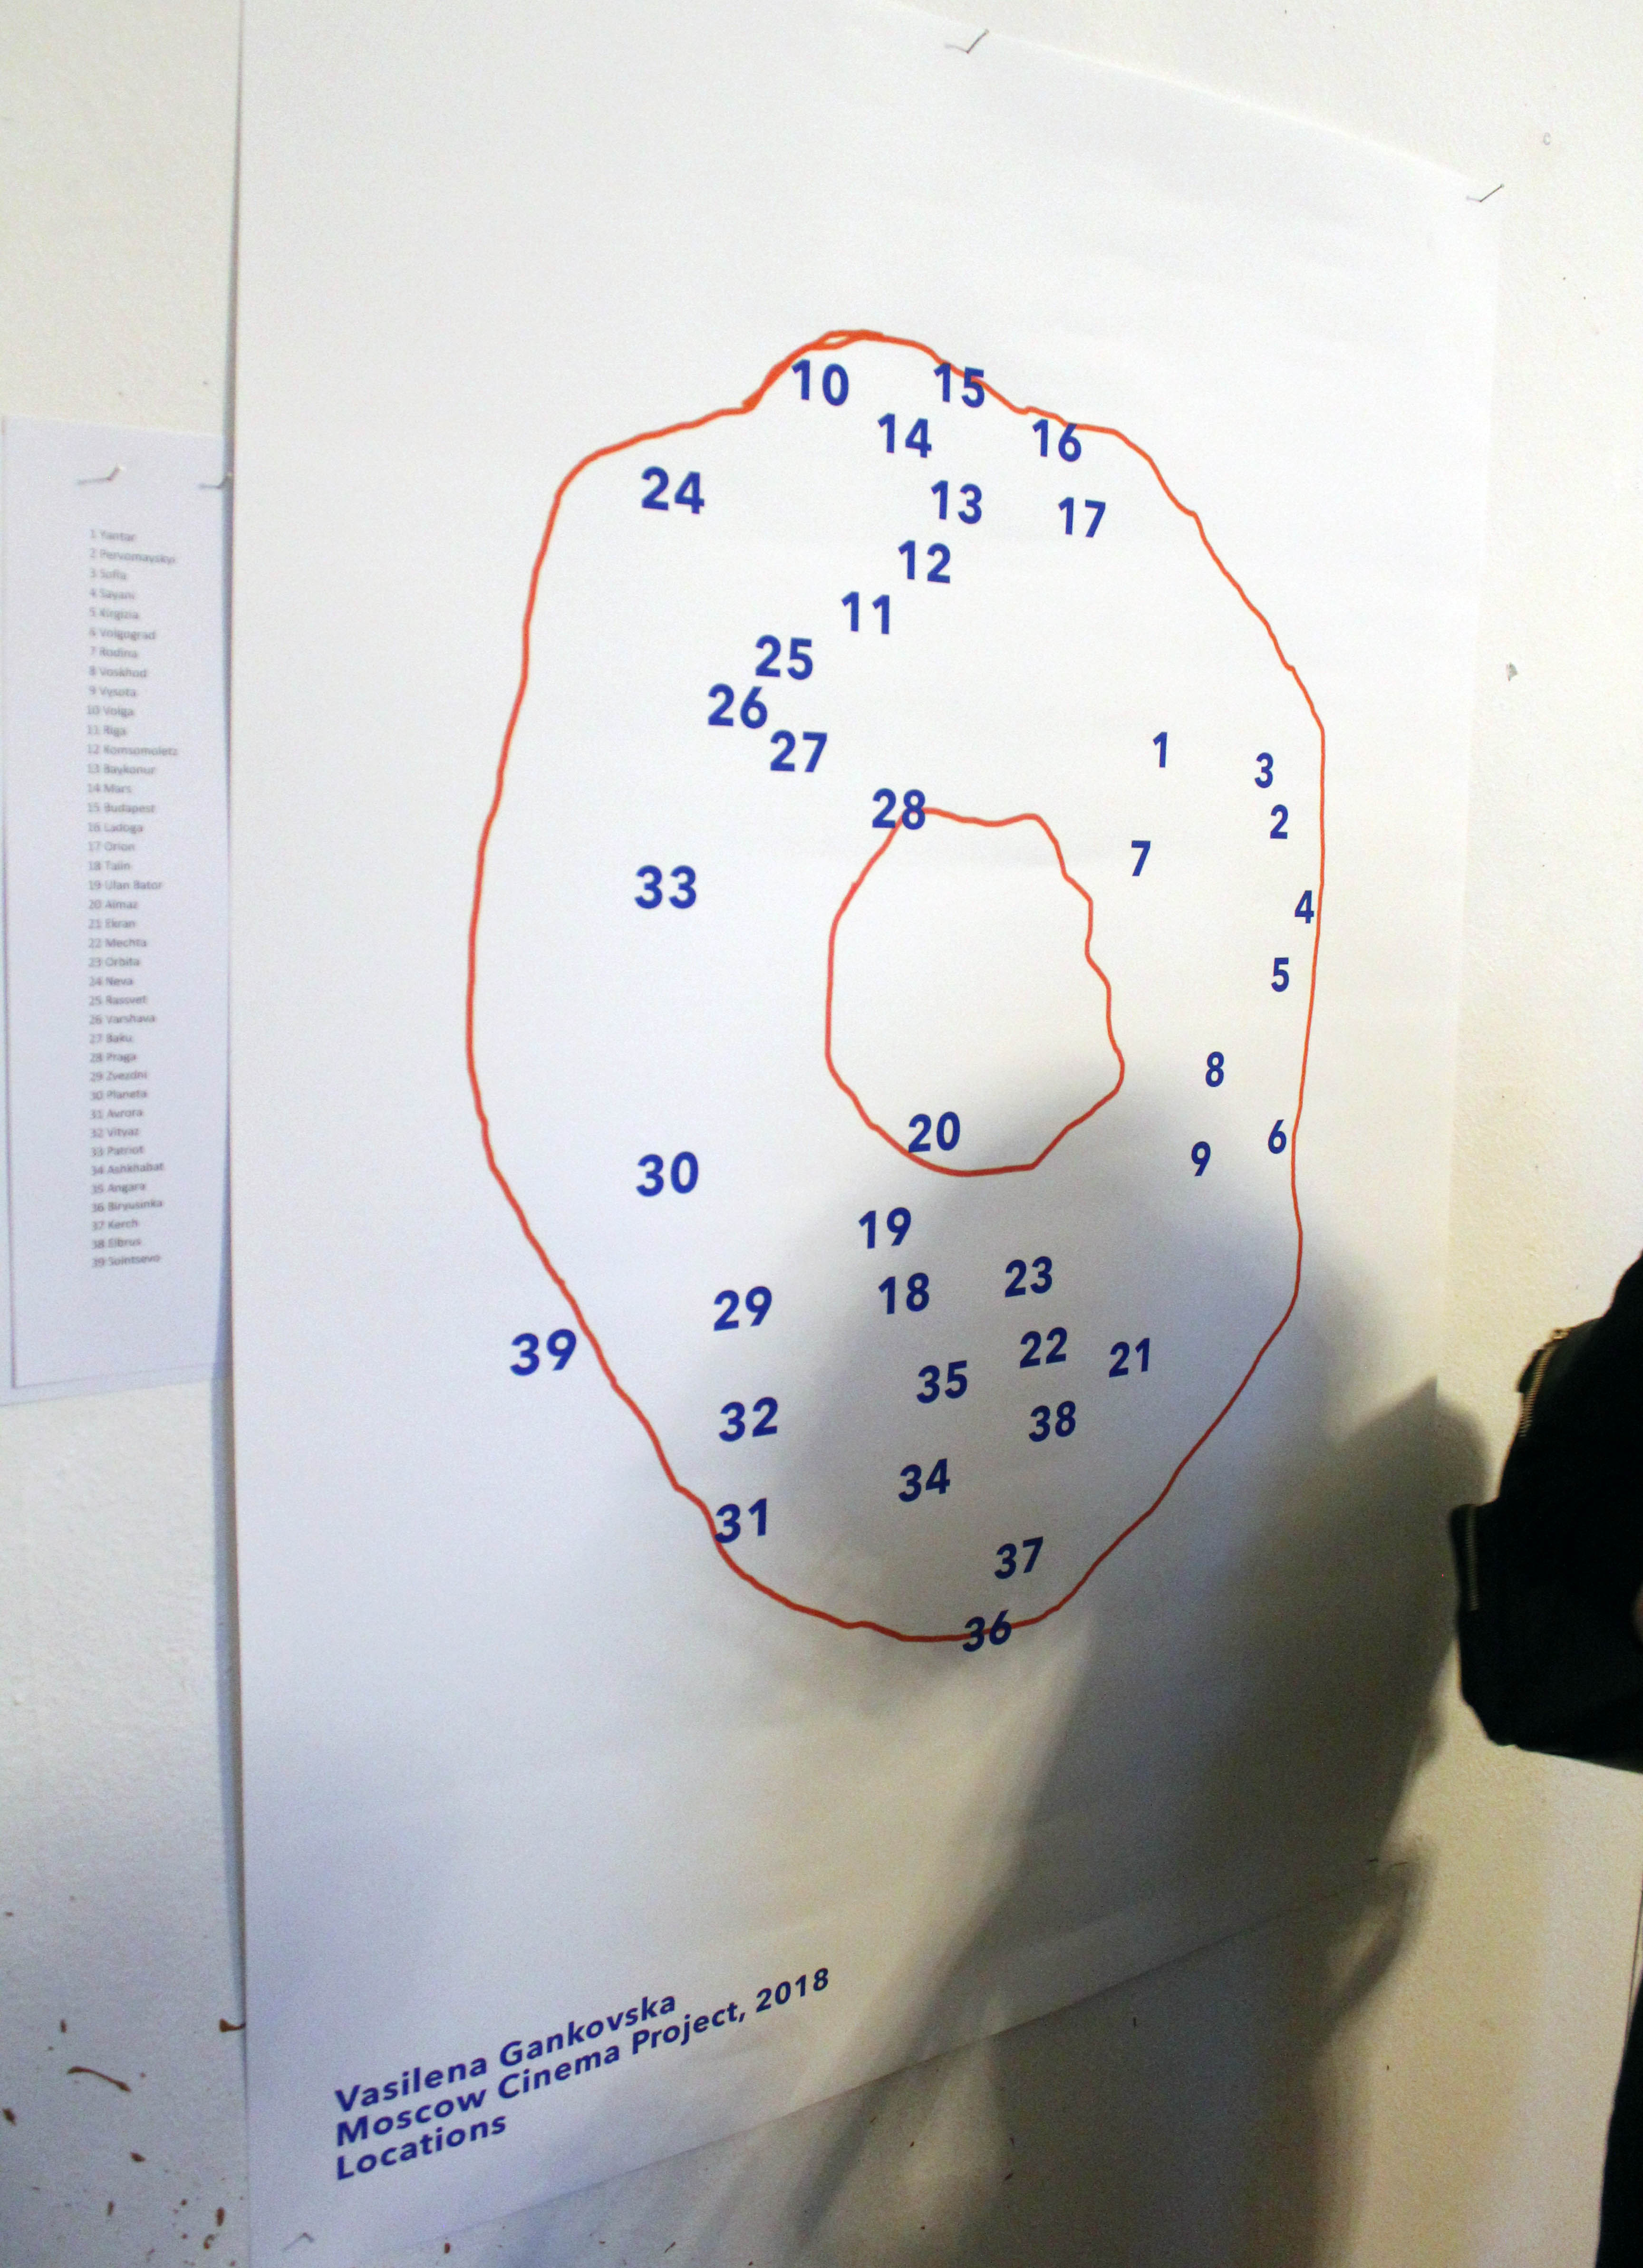 1 Yantar
2 Pervomayskyi
3 Sofia
4 Sayani
5 Kirgizia
6 Volgograd
7 Rodina
8 Voskhod
9 Vysota
10 Volga
11 Riga
12 Komsomoletz
13 Baykonur
14 Mars
15 Budapest
16 Ladoga
17 Orion
18 Talin
19 Ulan Bator
20 Almaz
21 Ekran
22 Mechta
23 Orbita
24 Neva
25 Rassvet
26 Varshava
27 Baku
28 Praga
29 Zvezdni
30 Planeta
31 Avrora
32 Vityaz
33 Patriot
34 Ashkhabat
35 Angara
36 Biryusinka
37 Kerch
38 Elbrus
39 Solntsevo
10
15
14
16
24
13
17
12
11
25
26
27
1
3
28
2
7
33
4
5
8
20
6
9
30
19
23
18
29
22
39
21
35
32
38
34
31
37
36
Vasilena Gankovska
Moscow Cinema Project, 2018
Locations